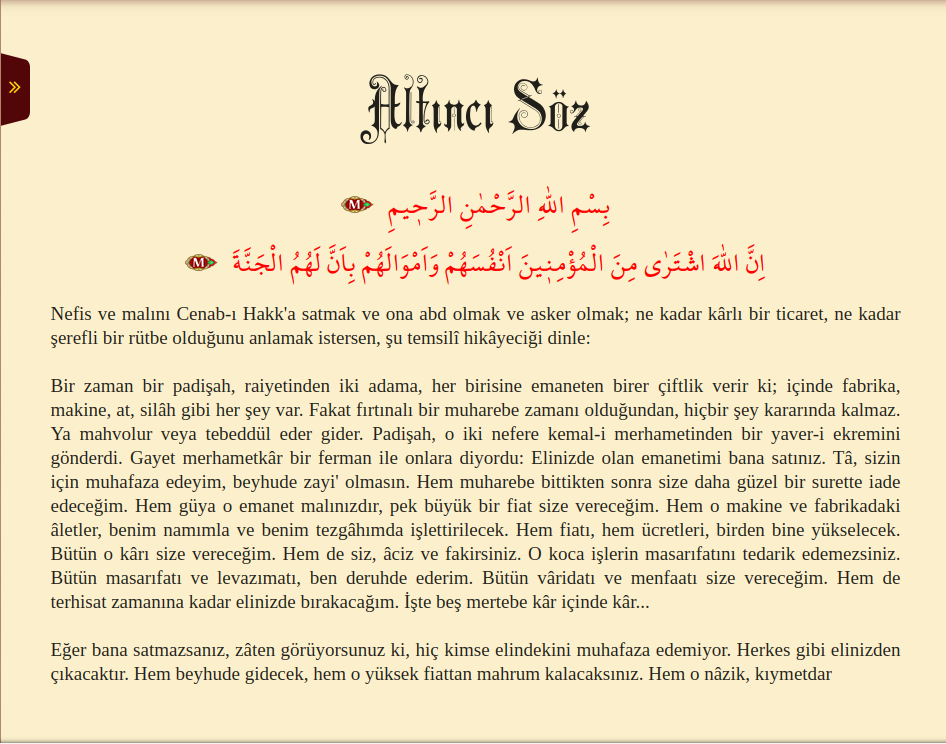 Altıncı Söz
بِسْمِ اللّٰهِ الرَّحْمٰنِ الرَّح۪يمِ
M
اِنَّ اللّٰهَ اشْتَرٰى مِنَ الْمُؤْمِن۪ينَ اَنْفُسَهُمْ وَاَمْوَالَهُمْ بِاَنَّ لَهُمُ الْجَنَّةَ
M
Nefis ve malını Cenab-ı Hakk'a satmak ve ona abd olmak ve asker olmak; ne kadar kârlı bir ticaret, ne kadar
şerefli bir rütbe olduğunu anlamak istersen, şu temsilî hikâyeciği dinle:
Bir zaman bir padişah, raiyetinden iki adama, her birisine emaneten birer çiftlik verir ki; içinde fabrika,
makine, at, silâh gibi her şey var. Fakat fırtınalı bir muharebe zamanı olduğundan, hiçbir şey kararında kalmaz.
Ya mahvolur veya tebeddül eder gider. Padişah, o iki nefere kemal-i merhametinden bir yaver-i ekremini
gönderdi. Gayet merhametkâr bir ferman ile onlara diyordu: Elinizde olan emanetimi bana satınız. Tâ, sizin
için muhafaza edeyim, beyhude zayi' olmasın. Hem muharebe bittikten sonra size daha güzel bir surette iade
edeceğim. Hem güya o emanet malınızdır, pek büyük bir fiat size vereceğim. Hem o makine ve fabrikadaki
âletler, benim namımla ve benim tezgâhımda işlettirilecek. Hem fiatı, hem ücretleri, birden bine yükselecek.
Bütün o kârı size vereceğim. Hem de siz, âciz ve fakirsiniz. O koca işlerin masarıfatını tedarik edemezsiniz.
Bütün masarıfatı ve levazımatı, ben deruhde ederim. Bütün vâridatı ve menfaatı size vereceğim. Hem de
terhisat zamanına kadar elinizde bırakacağım. İşte beş mertebe kâr içinde kâr...
Eğer bana satmazsanız, zâten görüyorsunuz ki, hiç kimse elindekini muhafaza edemiyor. Herkes gibi elinizden
çıkacaktır. Hem beyhude gidecek, hem o yüksek fiattan mahrum kalacaksınız. Hem o nâzik, kıymetdar